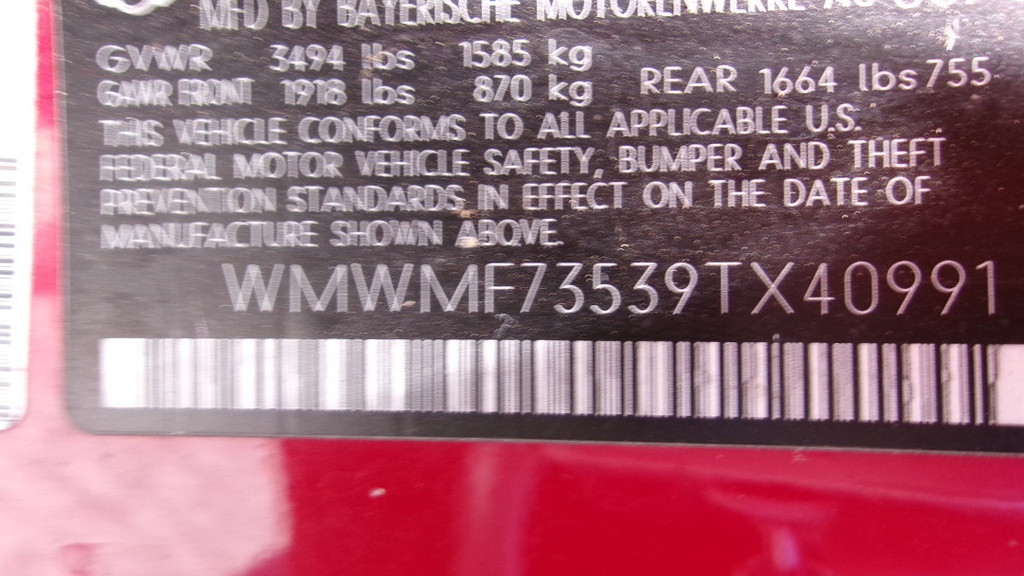 MFD BY BAYERISCHE MOTORENWERKE AG
GVWR 3494 lbs 1585 kg
GAWR FRONT 1918 lbs 870 kg REAR 1664 lbs 755
THIS VEHICLE CONFORMS TO ALL APPLICABLE U.S.
FEDERAL MOTOR VEHICLE SAFETY, BUMPER AND THEFT
PREVENTION STANDARDS IN EFFECT ON THE DATE OF
MANUFACTURE SHOWN ABOVE.
WMWMF73539TX40991